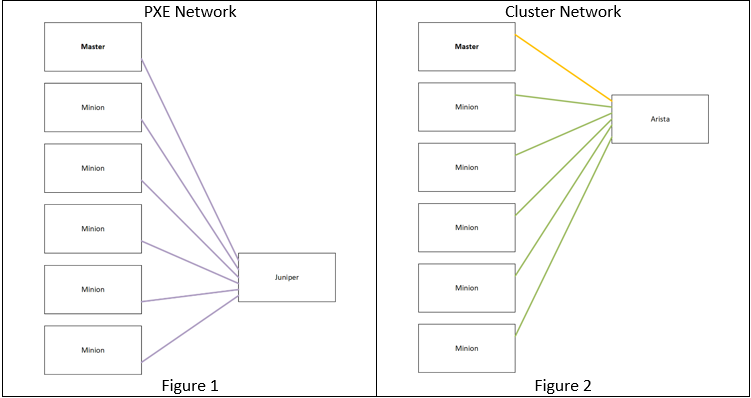 PXE Network
Master
Minion
Minion
Minion
Minion
Minion
Juniper
Figure 1
Cluster Network
Master
Minion
Minion
Minion
Minion
Minion
Arista
Figure 2